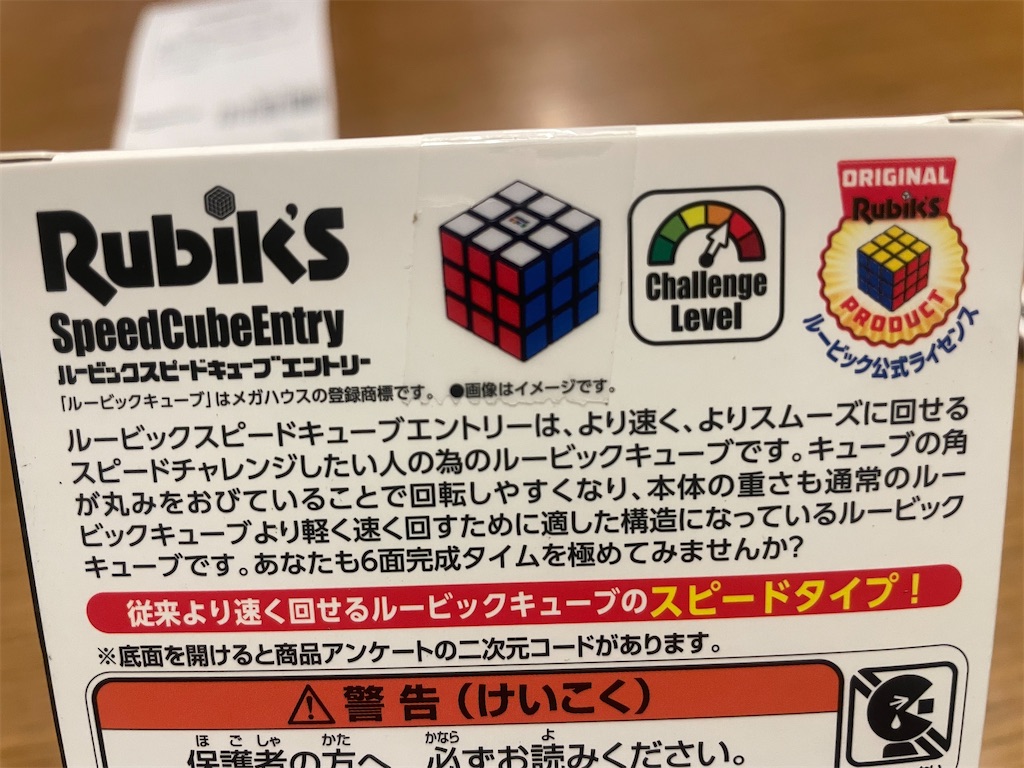 Rubik's
SpeedCubeEntry
ルービックスピードキューブエントリー
「ルービックキューブ」はメガハウスの登録商標です。 ●画像はイメージです。
Challenge
Level
ORIGINAL
Rubik's
PRODUCT
ルービック公式ライセンス
ルービックスピードキューブエントリーは、より速く、よりスムーズに回せる
スピードチャレンジしたい人の為のルービックキューブです。キューブの角
が丸みをおびていることで回転しやすくなり、本体の重さも通常のルー
ビックキューブより軽く速く回すために適した構造になっているルービック
キューブです。あなたも6面完成タイムを極めてみませんか?
従来より速く回せるルービックキューブのスピードタイプ!
※底面を開けると商品アンケートの二次元コードがあります。
⚠警告(けいこく)
ほごしゃ かた かなら よ
保護者の方へ 必ずお読みください。